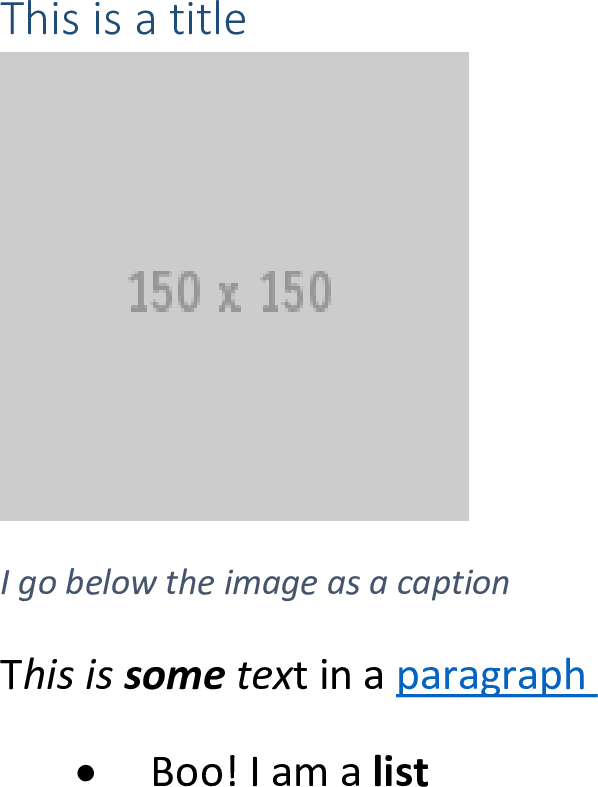 This is a title
150 x 150
I go below the image as a caption
This is some text in a paragraph
• Boo! I am a list